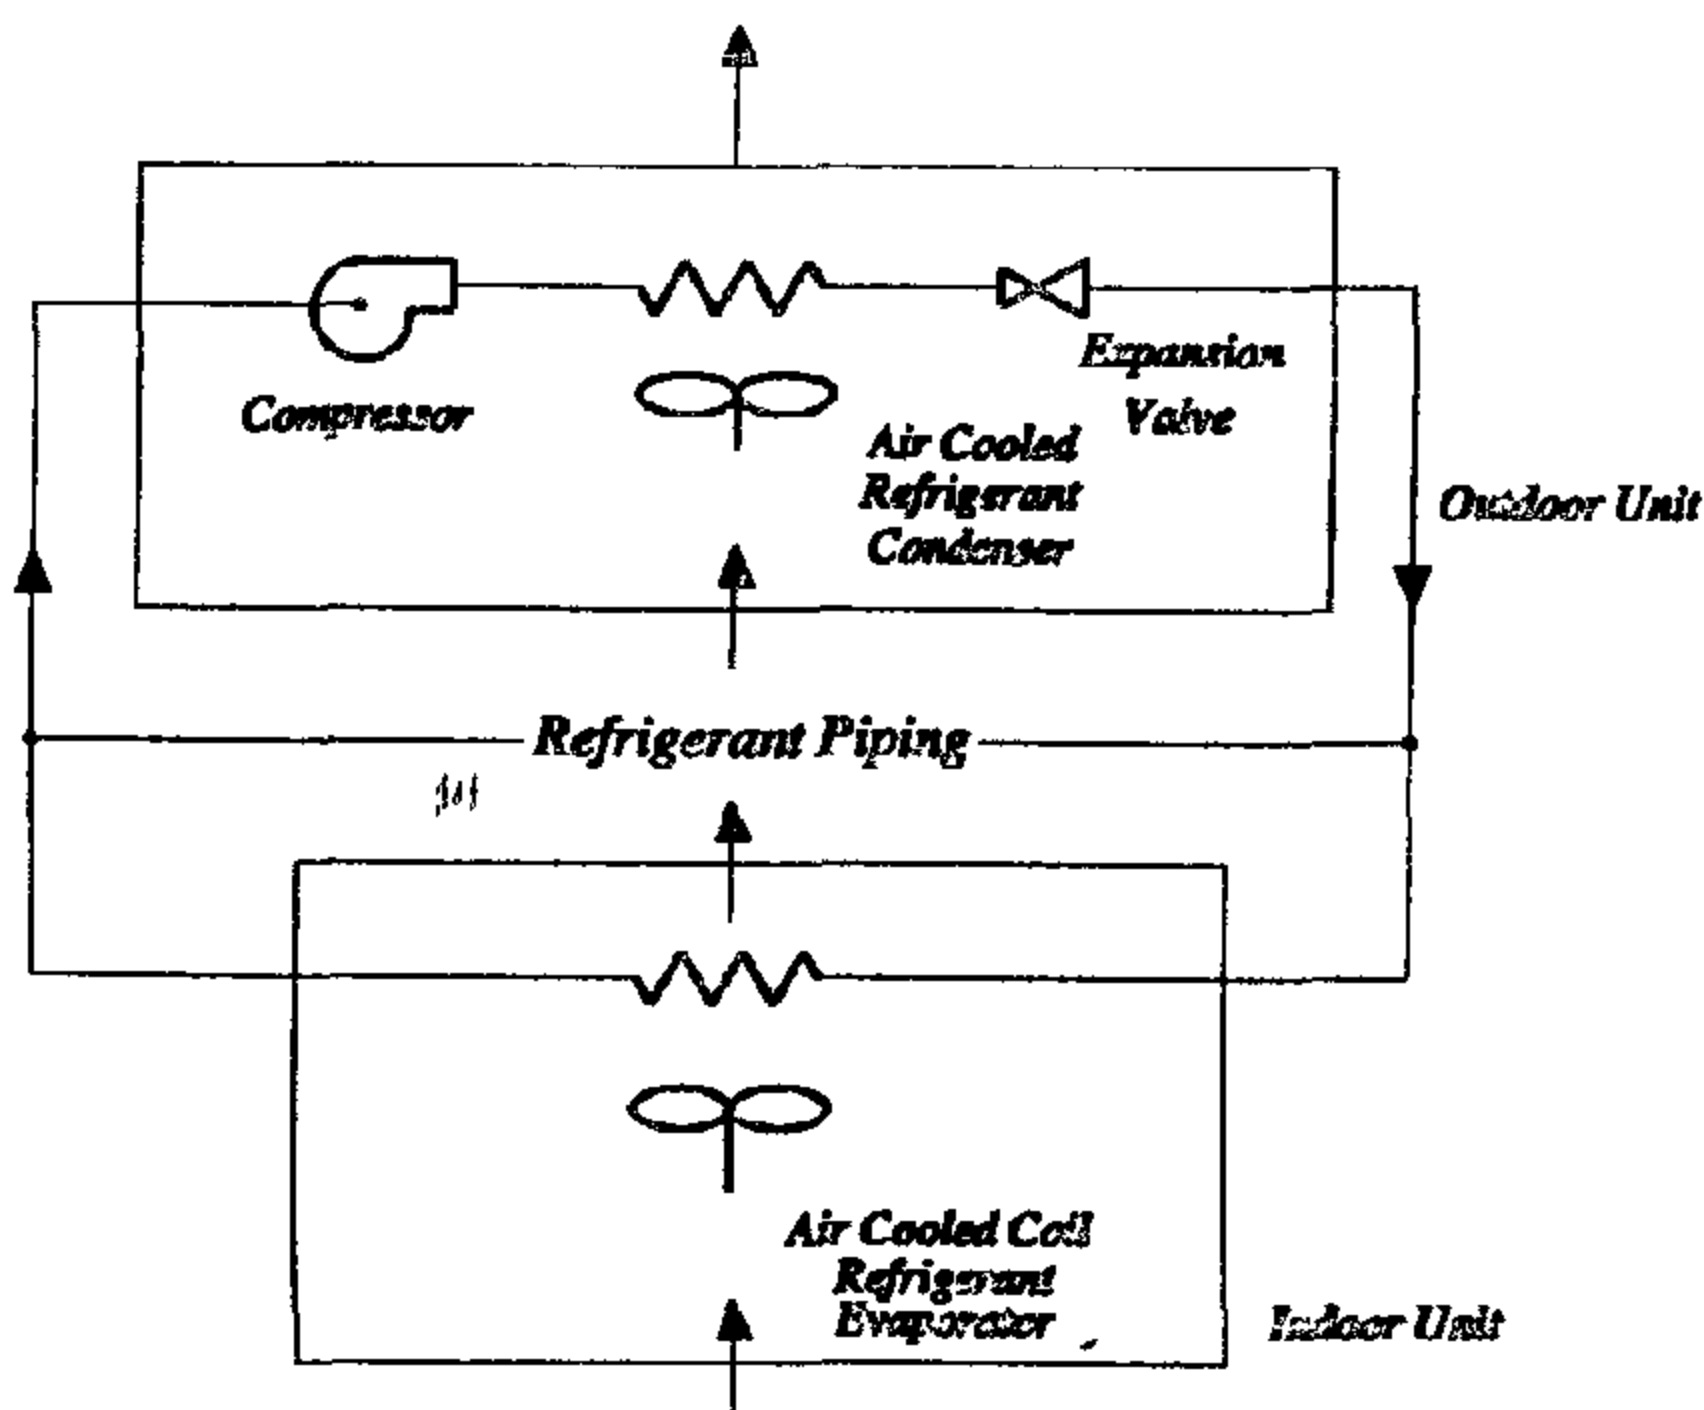 Compressor
Expansion
Valve
Air Cooled
Refrigerant
Condenser
Outdoor Unit
Refrigerant Piping
Air Cooled Coil
Refrigerant
Evaporator
Indoor Unit